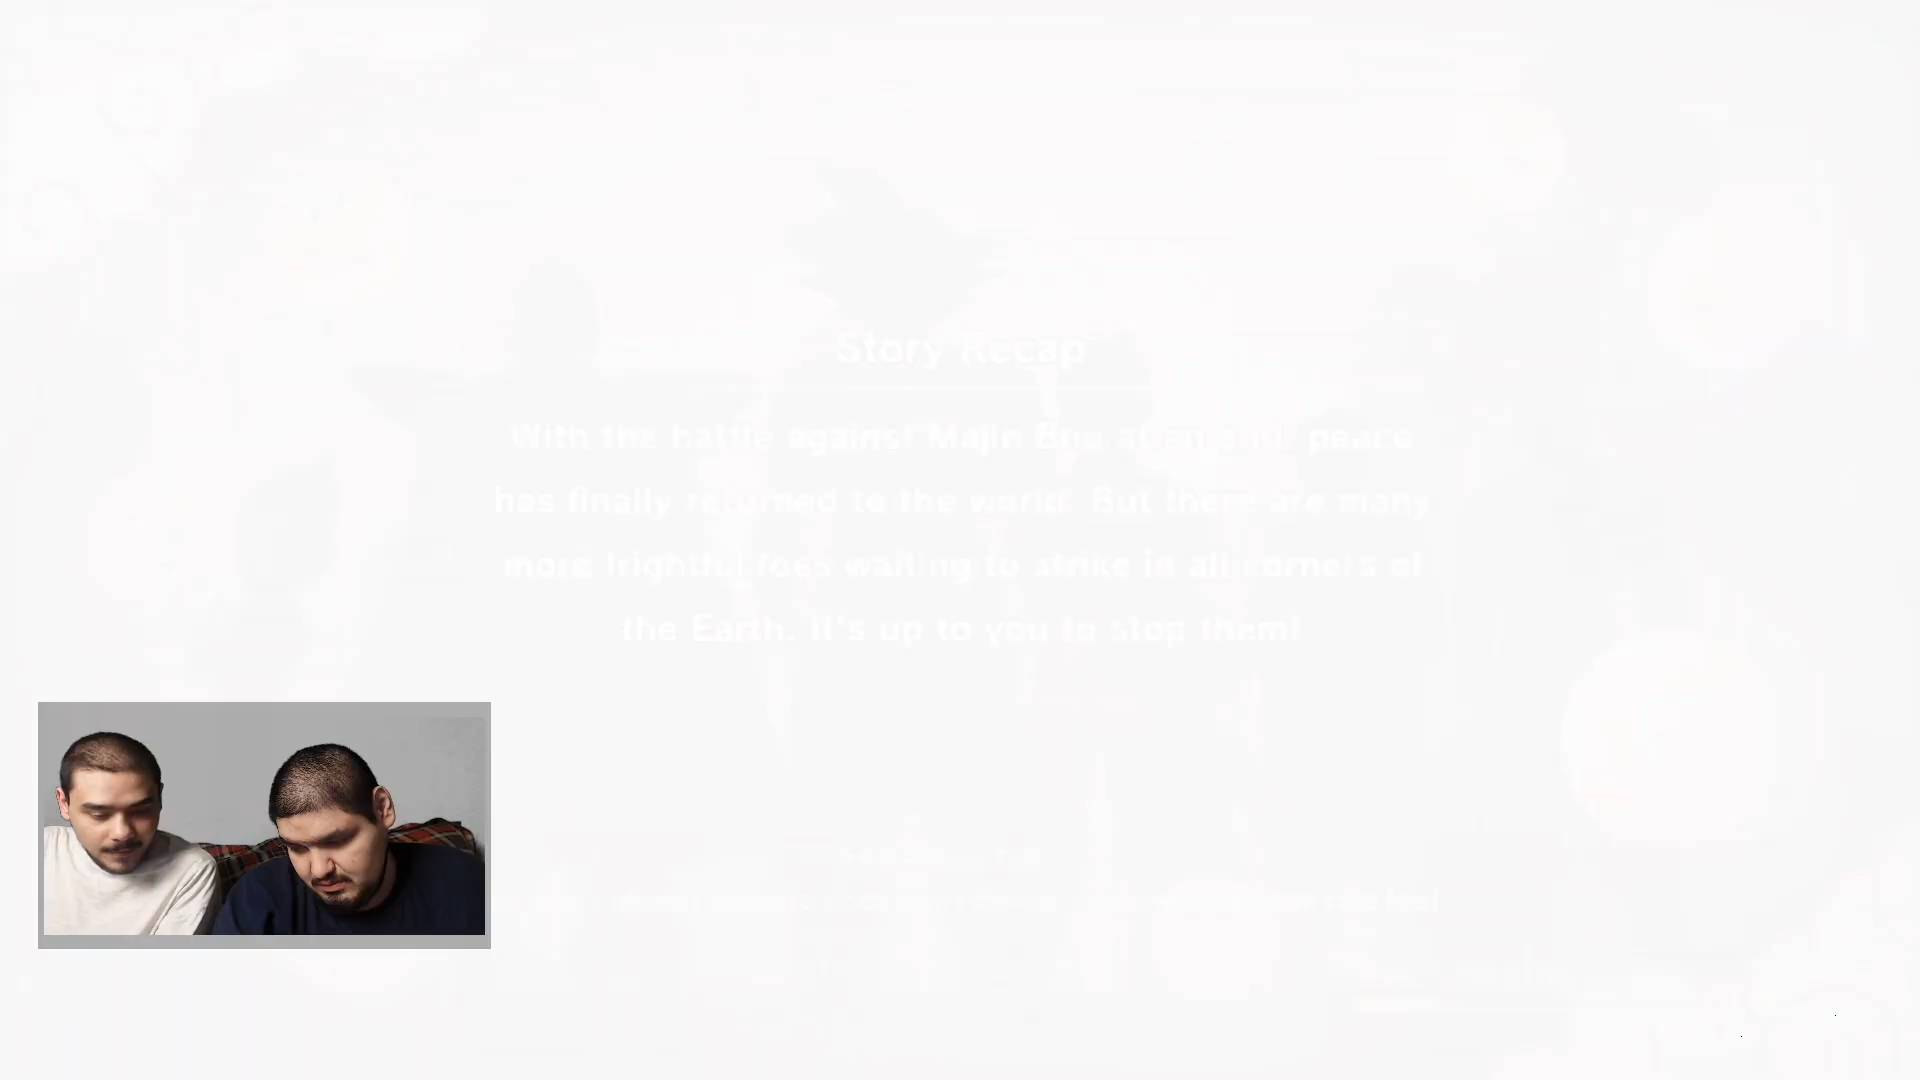 Story Recap
With the battle against Majin Buu at an end, peace
has finally returned to the world. But there are many
more frightful foes waiting to strike in all corners of
the Earth. It's up to you to stop them!